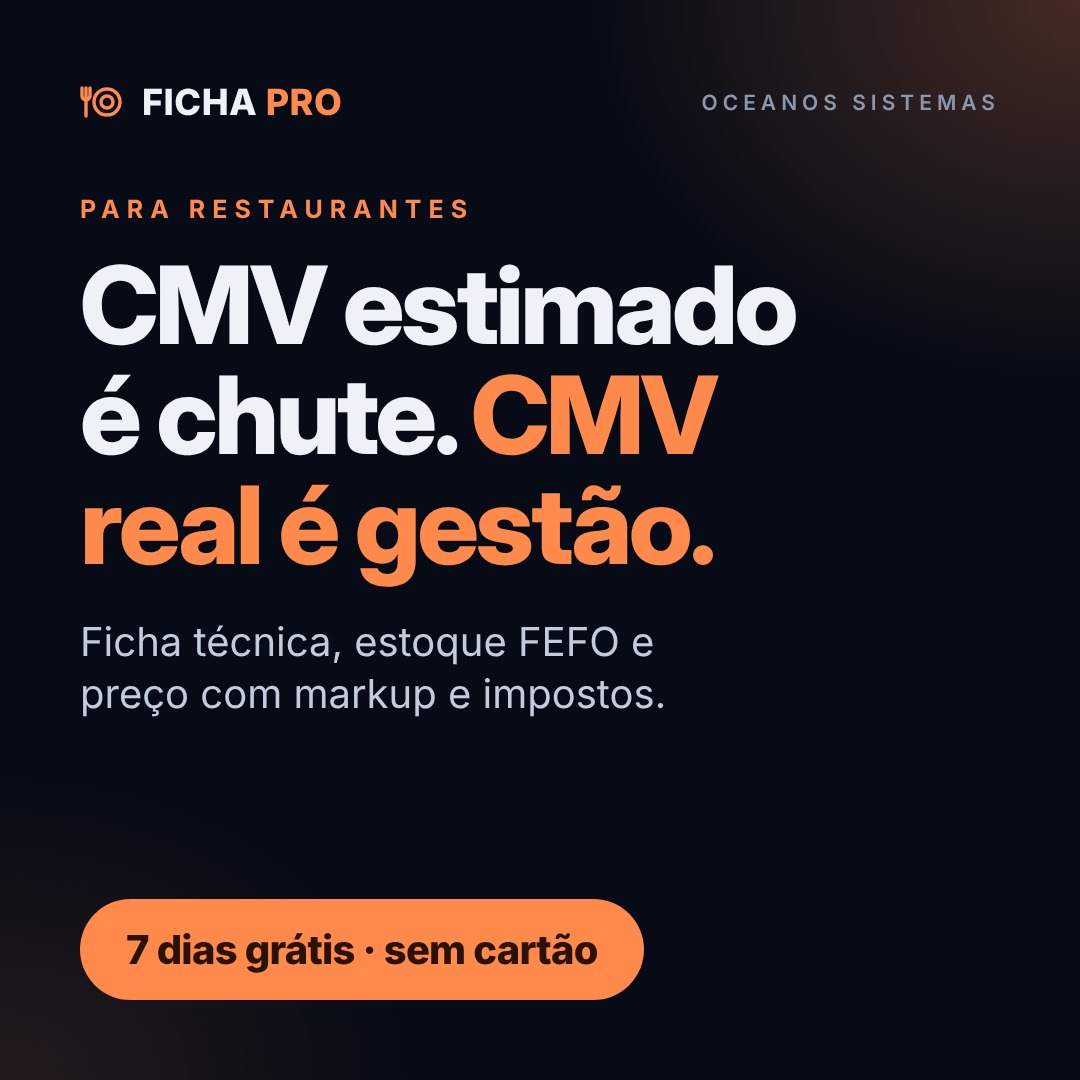 FICHA PRO
OCEANOS SISTEMAS
PARA RESTAURANTES
CMV estimado
é chute. CMV
real é gestão.
Ficha técnica, estoque FEFO e
preço com markup e impostos.
7 dias grátis · sem cartão